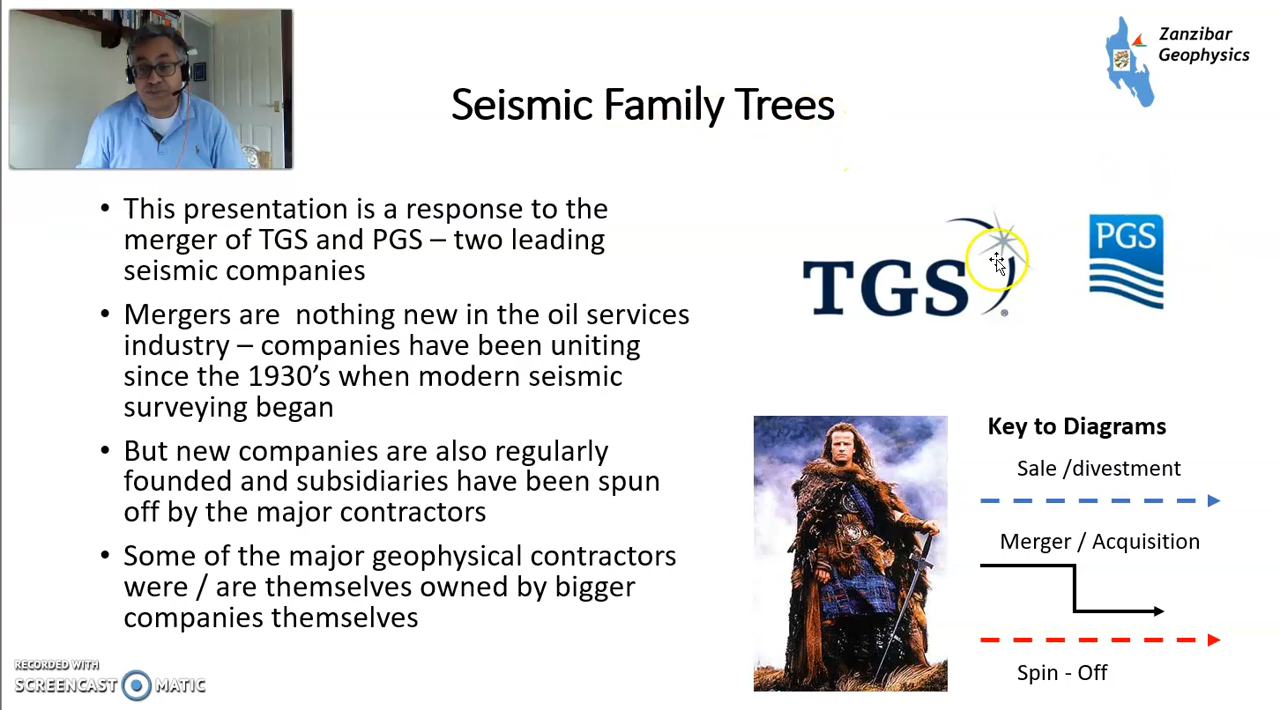 Zanzibar
Geophysics
Seismic Family Trees
• This presentation is a response to the
merger of TGS and PGS – two leading
seismic companies
• Mergers are  nothing new in the oil services
industry – companies have been uniting
since the 1930’s when modern seismic
surveying began
• But new companies are also regularly
founded and subsidiaries have been spun
off by the major contractors
• Some of the major geophysical contractors
were / are themselves owned by bigger
companies themselves
TGS®
PGS
Key to Diagrams
Sale /divestment
Merger / Acquisition
Spin - Off
RECORDED WITH
SCREENCAST MATIC